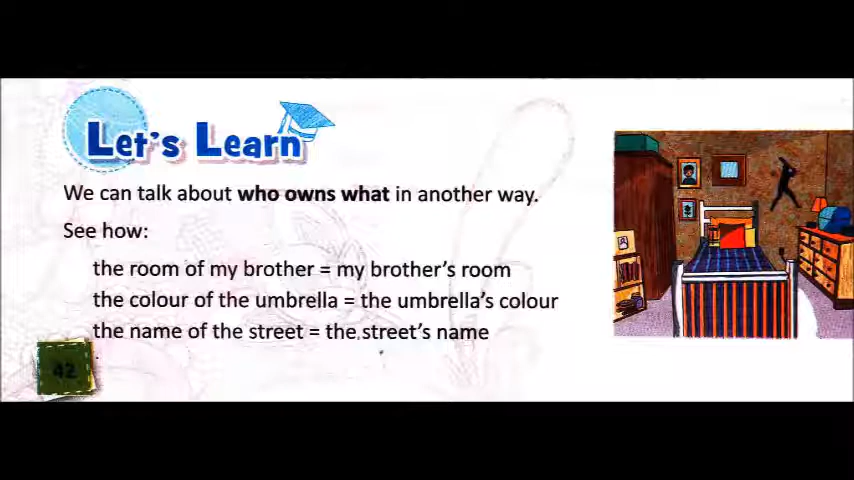 Let's Learn
We can talk about who owns what in another way.
See how:
the room of my brother = my brother's room
the colour of the umbrella = the umbrella's colour
the name of the street = the street's name
42